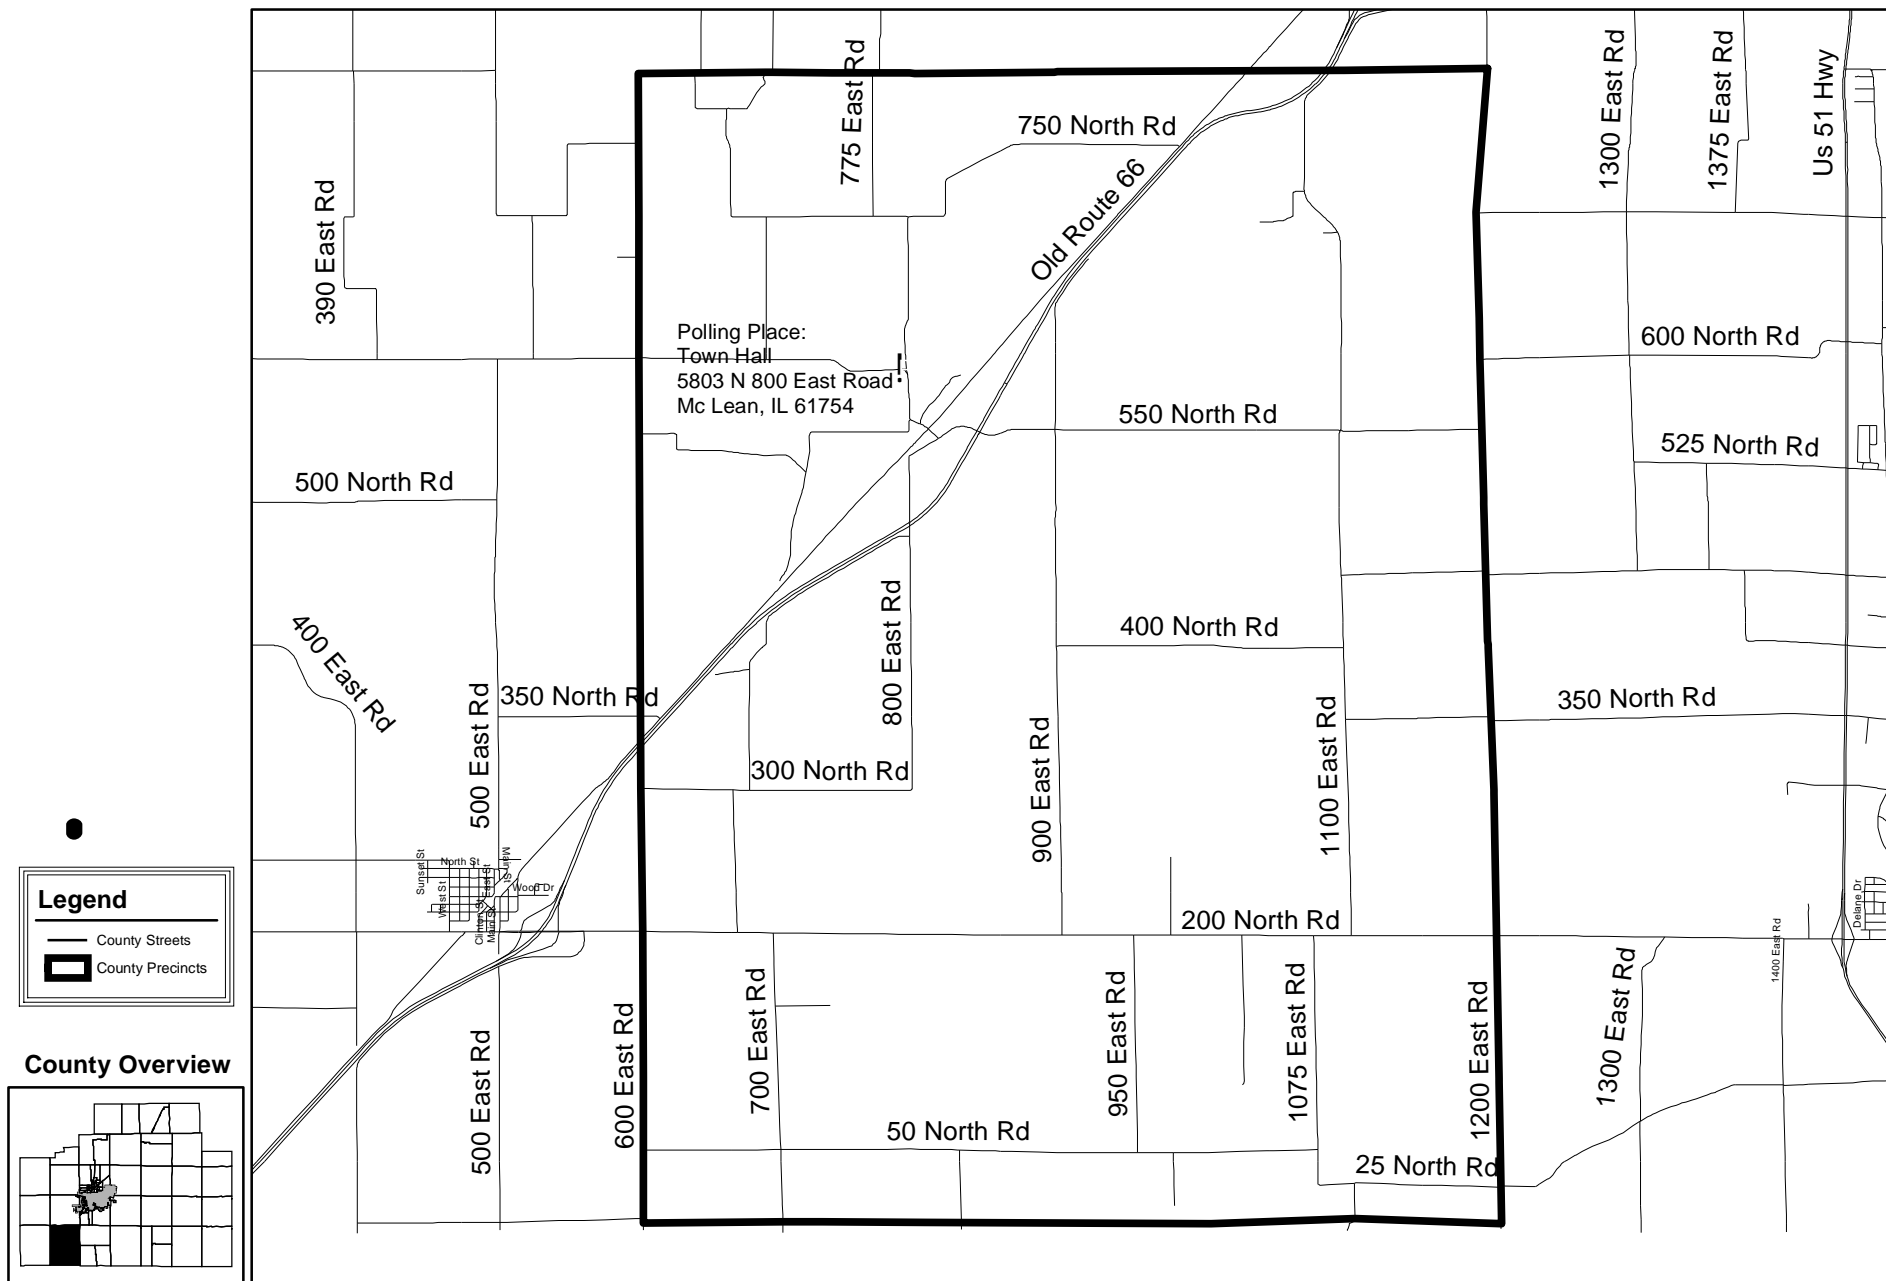 775 East Rd
1300 East Rd
1375 East Rd
Us 51 Hwy
750 North Rd
390 East Rd
Old Route 66
Polling Place:
Town Hall
5803 N 800 East Road
Mc Lean, IL 61754
600 North Rd
550 North Rd
525 North Rd
500 North Rd
400 East Rd
800 East Rd
400 North Rd
500 East Rd
350 North Rd
350 North Rd
900 East Rd
1100 East Rd
300 North Rd
Sunset St
North St
Main St
East St
West St
Wood Dr
Clinton St
Main St
200 North Rd
Delane Dr
1400 East Rd
Legend
County Streets
County Precincts
500 East Rd
600 East Rd
700 East Rd
950 East Rd
1075 East Rd
1200 East Rd
1300 East Rd
50 North Rd
25 North Rd
County Overview